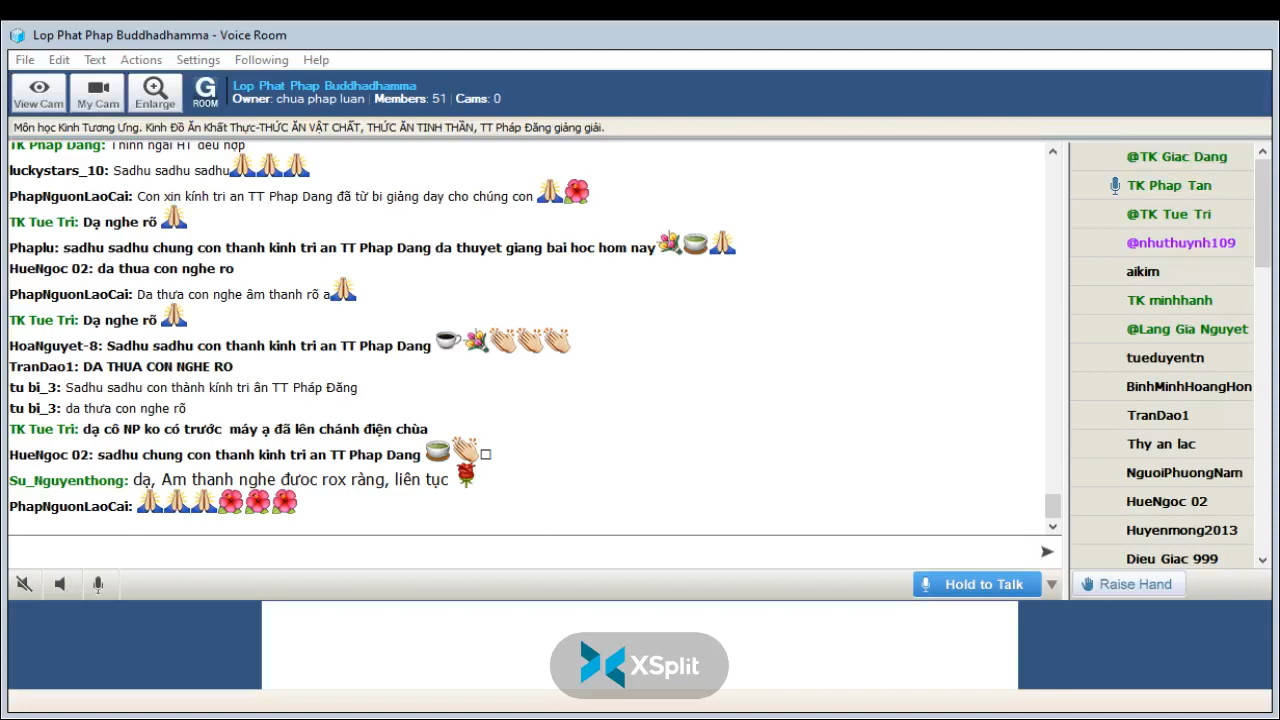 Lop Phat Phap Buddhadhamma - Voice Room
File Edit Text Actions Settings Following Help
View Cam My Cam Enlarge G ROOM
Lop Phat Phap Buddhadhamma
Owner: chua phap luan | Members: 51 | Cams: 0
Môn học Kinh Tương Ưng. Kinh Đồ Ăn Khất Thực-THỨC ĂN VẬT CHẤT, THỨC ĂN TINH THẦN, TT Pháp Đăng giảng giải.
TK Phap Dang: Thỉnh ngài HT đều hợp
luckystars_10: Sadhu sadhu sadhu
PhapNguonLaoCai: Con xin kính tri an TT Phap Dang đã từ bi giảng day cho chúng con
TK Tue Tri: Dạ nghe rõ
Phaplu: sadhu sadhu chung con thanh kinh tri an TT Phap Dang da thuyet giang bai hoc hom nay
HueNgoc 02: da thua con nghe ro
PhapNguonLaoCai: Da thưa con nghe âm thanh rõ a
TK Tue Tri: Dạ nghe rõ
HoaNguyet-8: Sadhu sadhu con thanh kinh tri an TT Phap Dang
TranDao1: DA THUA CON NGHE RO
tu bi_3: Sadhu sadhu con thành kính tri ân TT Pháp Đăng
tu bi_3: da thưa con nghe rõ
TK Tue Tri: dạ cô NP ko có trước máy ạ đã lên chánh điện chùa
HueNgoc 02: sadhu chung con thanh kinh tri an TT Phap Dang
Su_Nguyenthong: dạ, Am thanh nghe đưoc rox ràng, liên tục
PhapNguonLaoCai:
@TK Giac Dang
TK Phap Tan
@TK Tue Tri
@nhuthuynh109
aikim
TK minhhanh
@Lang Gia Nguyet
tueduyentn
BinhMinhHoangHon
TranDao1
Thy an lac
NguoiPhuongNam
HueNgoc 02
Huyenmong2013
Dieu Giac 999
Hold to Talk
Raise Hand
XSplit